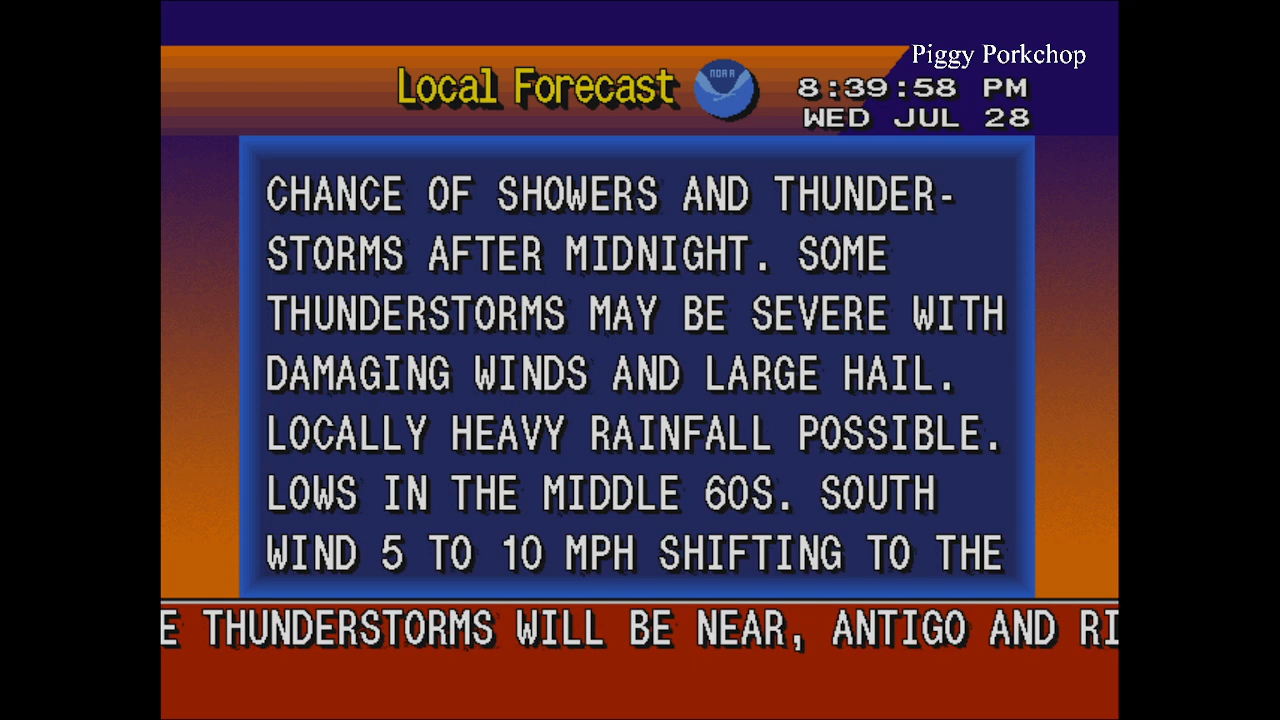 Piggy Porkchop
Local Forecast
NOAA
8:39:58 PM
WED JUL 28
CHANCE OF SHOWERS AND THUNDER-
STORMS AFTER MIDNIGHT. SOME
THUNDERSTORMS MAY BE SEVERE WITH
DAMAGING WINDS AND LARGE HAIL.
LOCALLY HEAVY RAINFALL POSSIBLE.
LOWS IN THE MIDDLE 60S. SOUTH
WIND 5 TO 10 MPH SHIFTING TO THE
E THUNDERSTORMS WILL BE NEAR, ANTIGO AND RI